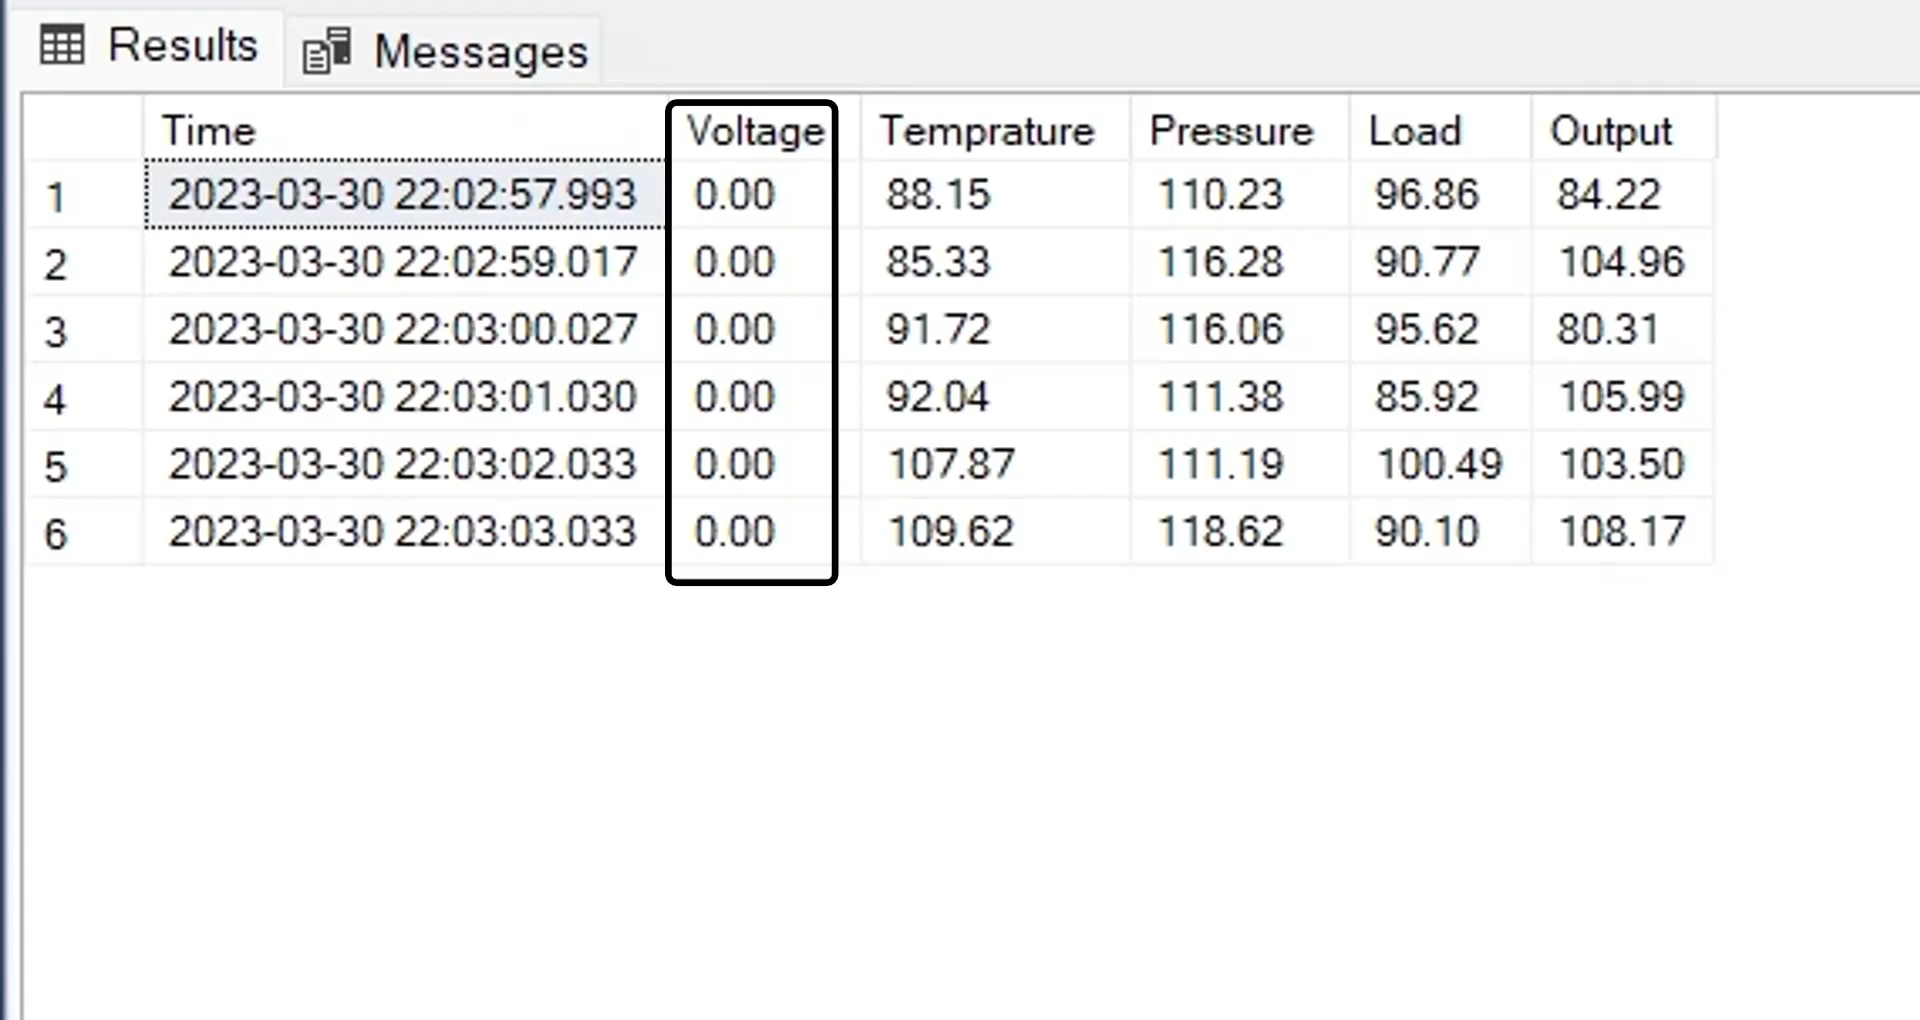 Results Messages
Time Voltage Temprature Pressure Load Output
1 2023-03-30 22:02:57.993 0.00 88.15 110.23 96.86 84.22
2 2023-03-30 22:02:59.017 0.00 85.33 116.28 90.77 104.96
3 2023-03-30 22:03:00.027 0.00 91.72 116.06 95.62 80.31
4 2023-03-30 22:03:01.030 0.00 92.04 111.38 85.92 105.99
5 2023-03-30 22:03:02.033 0.00 107.87 111.19 100.49 103.50
6 2023-03-30 22:03:03.033 0.00 109.62 118.62 90.10 108.17